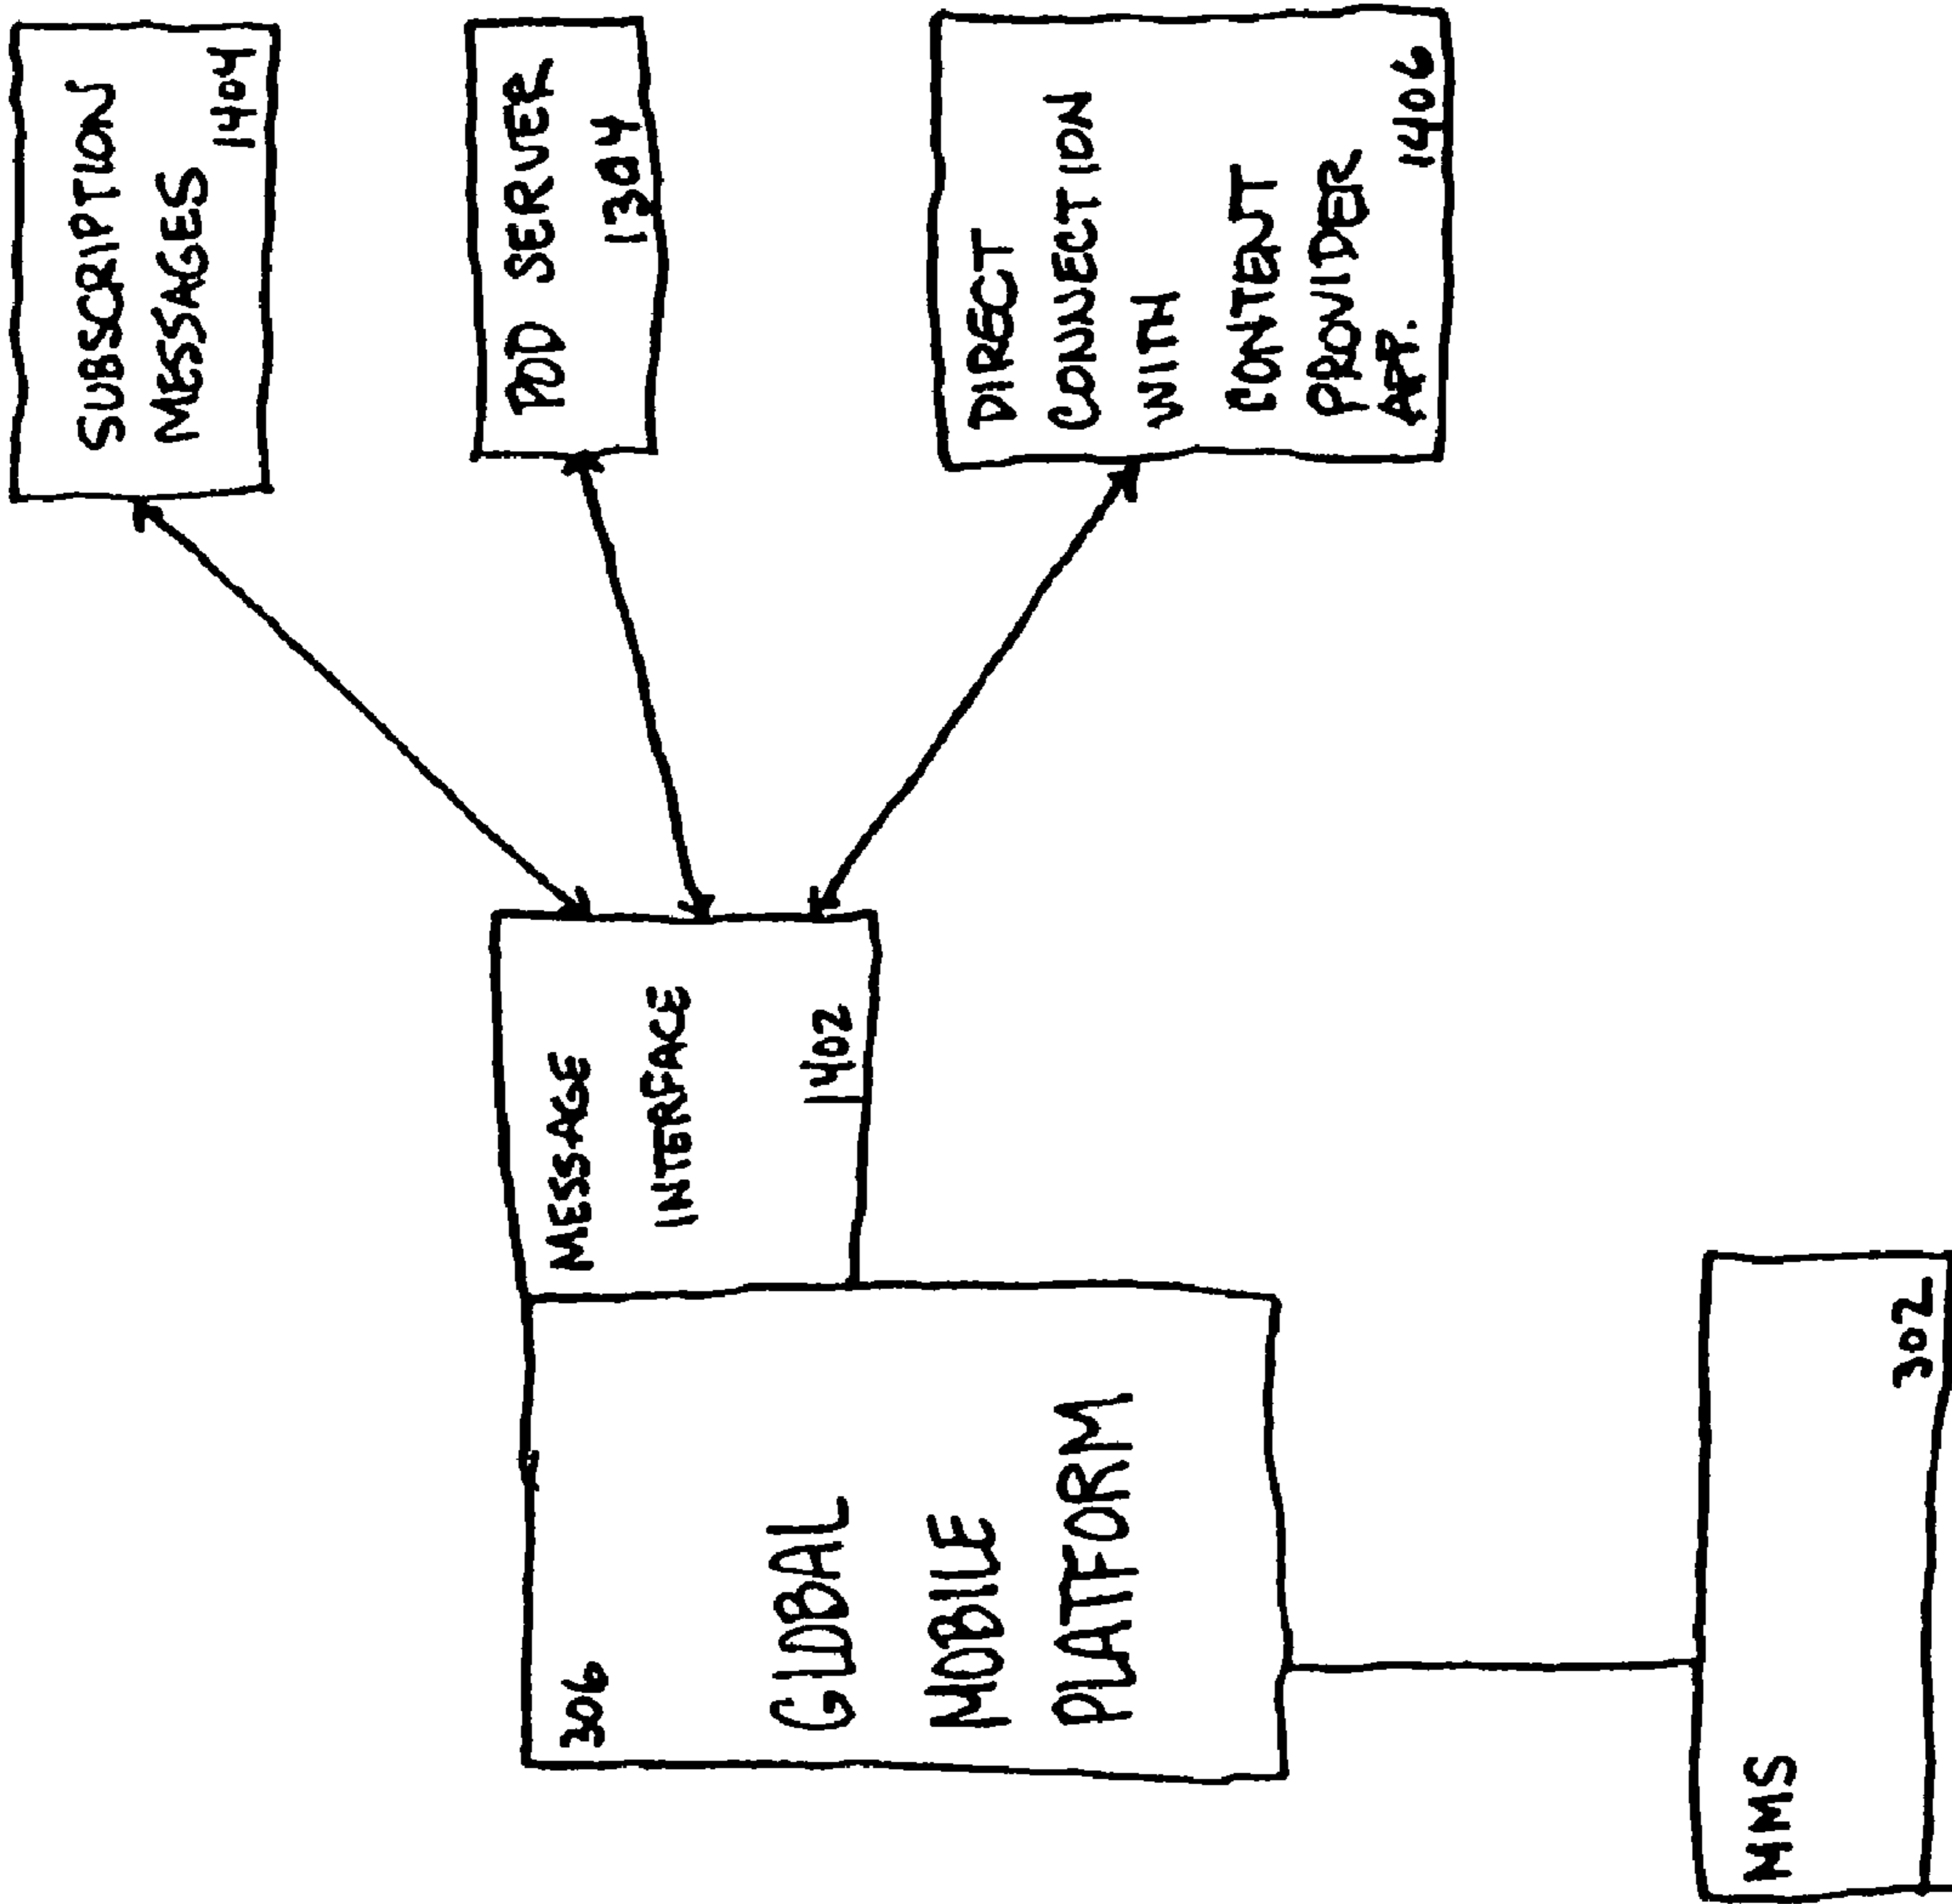 SUBSCRIPTION
MESSAGES
1404
MOD SERVER
1304
DIRECT
CONNECTION
WITH
CONTENT
PROVIDER
APP.
1406
MESSAGE
INTERFACE
1402
306
GLOBAL
MOBILE
PLATFORM
MMS
302